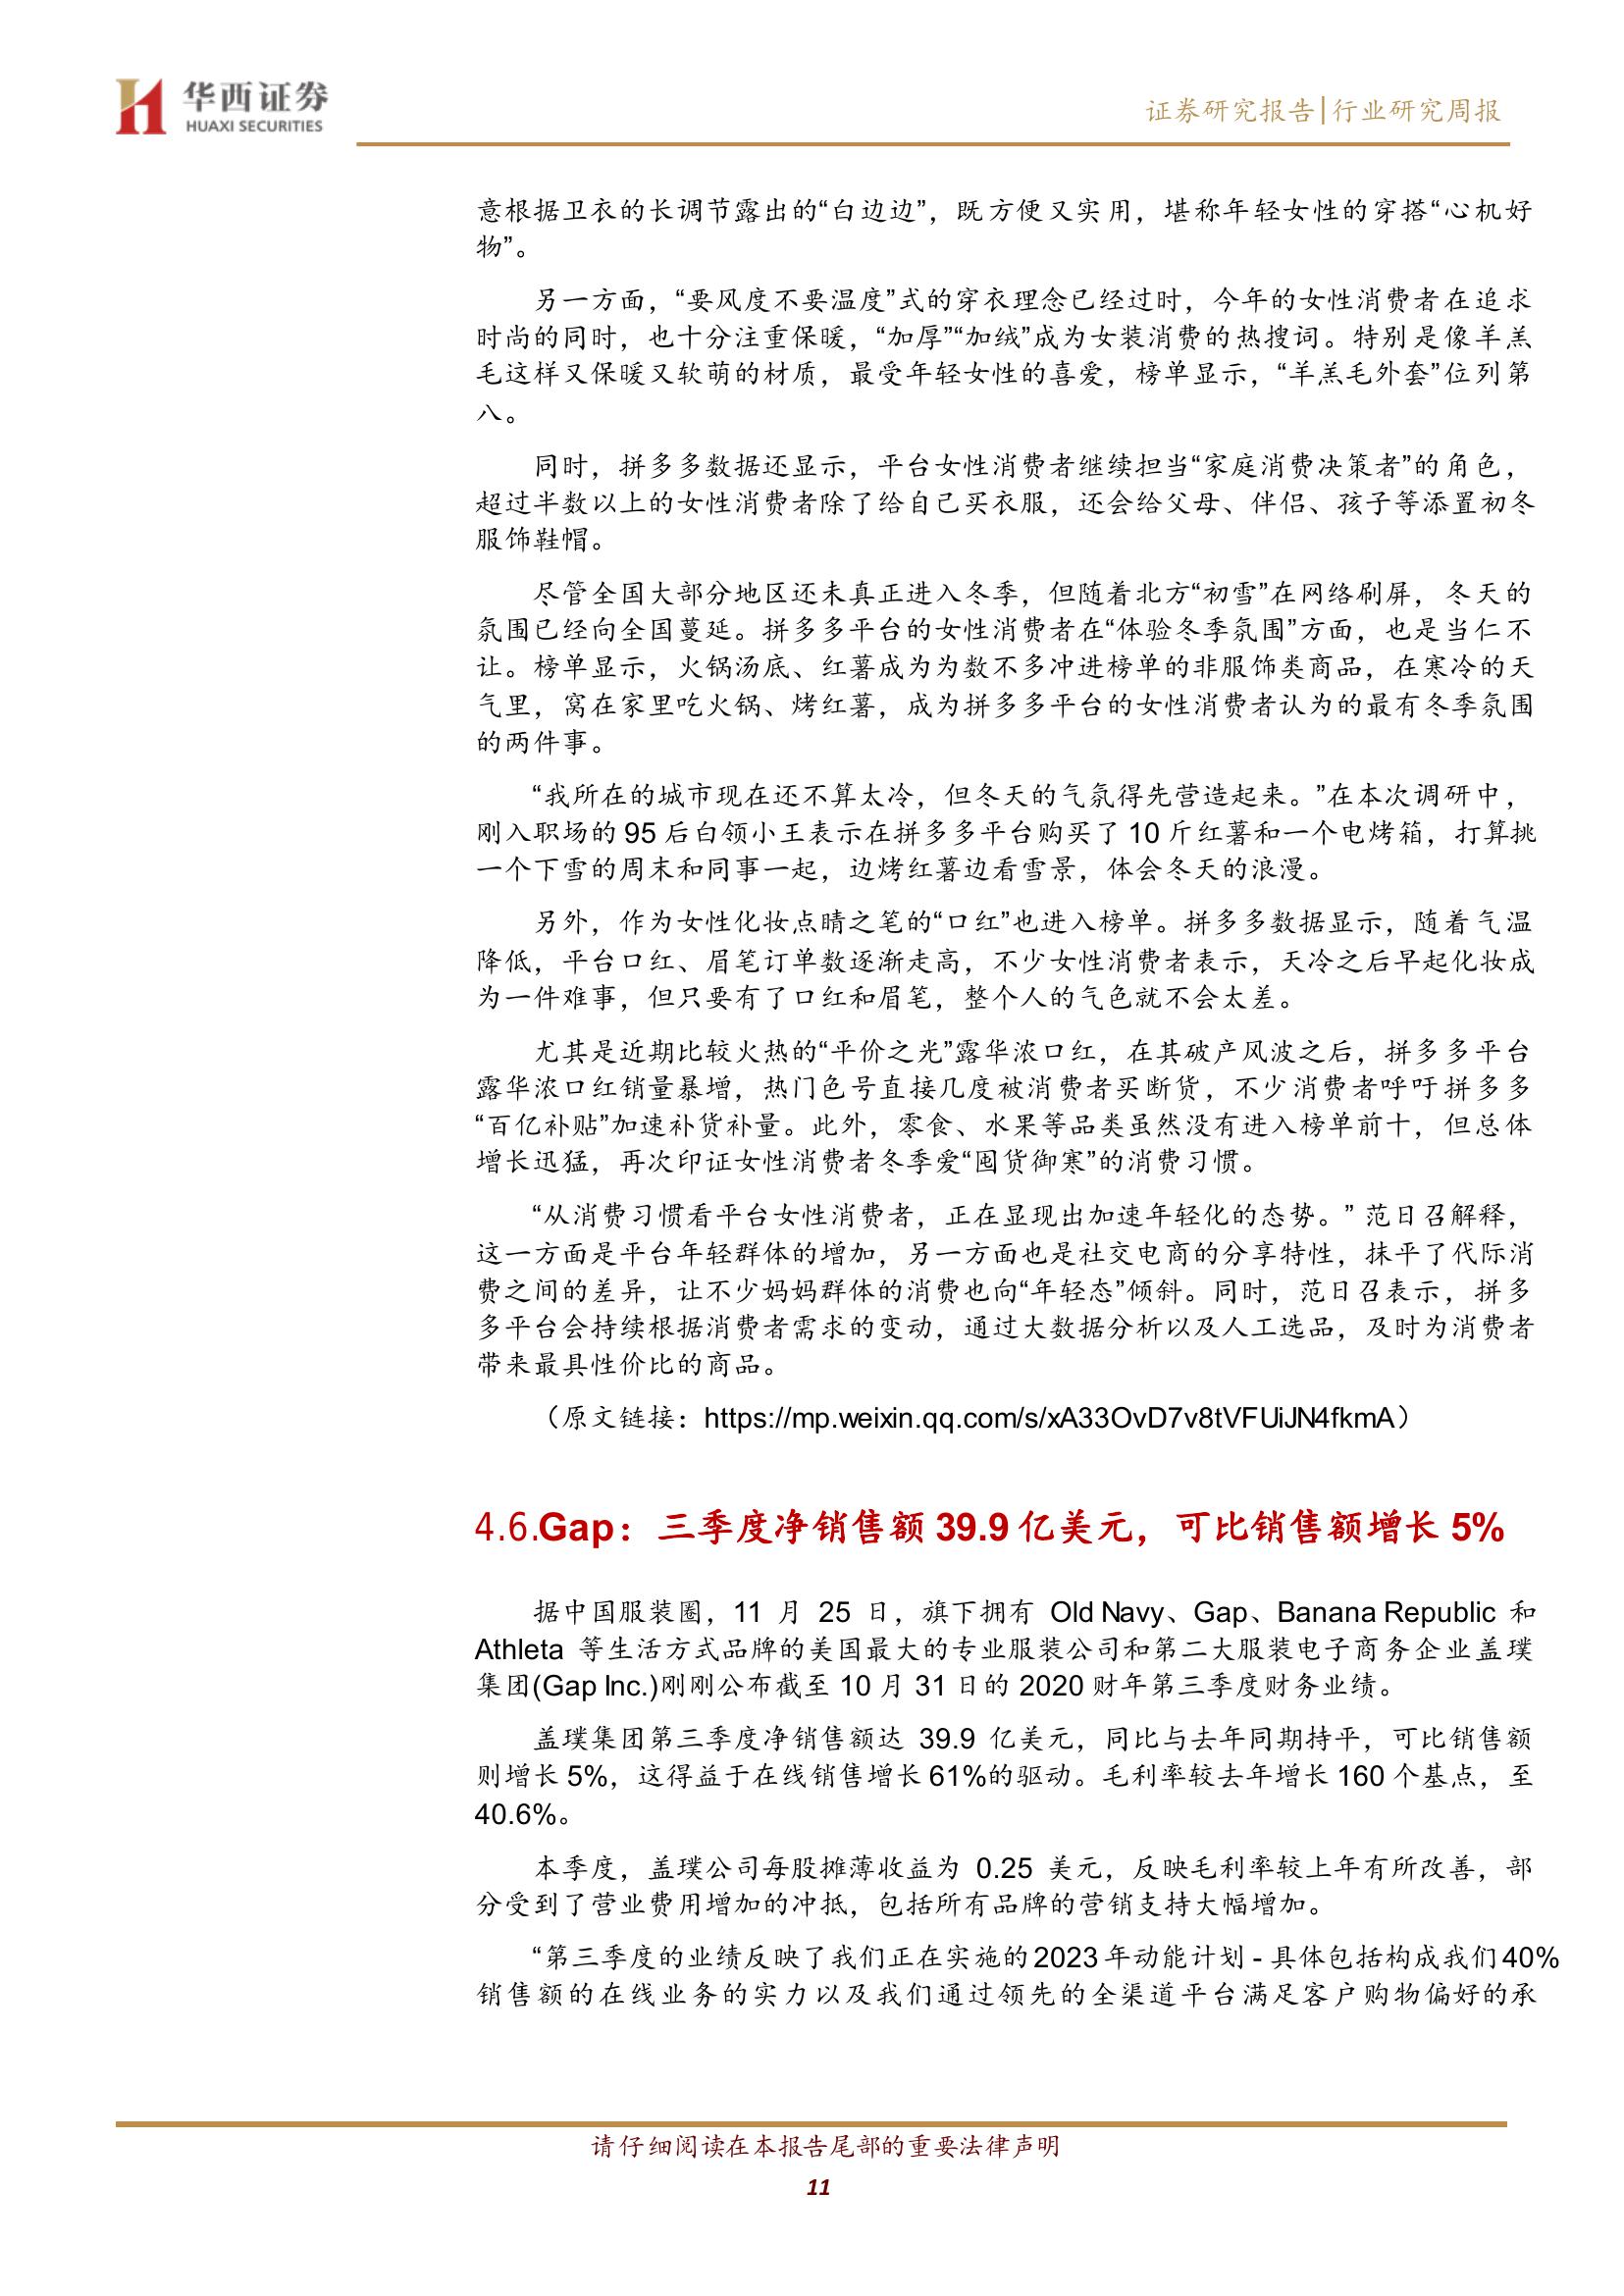 华西证券
HUAXI SECURITIES
证券研究报告|行业研究周报
意根据卫衣的长调节露出的“白边边”，既方便又实用，堪称年轻女性的穿搭“心机好
物”。
另一方面，“要风度不要温度”式的穿衣理念已经过时，今年的女性消费者在追求
时尚的同时，也十分注重保暖，“加厚”“加绒”成为女装消费的热搜词。特别是像羊羔
毛这样又保暖又软萌的材质，最受年轻女性的喜爱，榜单显示，“羊羔毛外套”位列第
八。
同时，拼多多数据还显示，平台女性消费者继续担当“家庭消费决策者”的角色，
超过半数以上的女性消费者除了给自己买衣服，还会给父母、伴侣、孩子等添置初冬
服饰鞋帽。
尽管全国大部分地区还未真正进入冬季，但随着北方“初雪”在网络刷屏，冬天的
氛围已经向全国蔓延。拼多多平台的女性消费者在“体验冬季氛围”方面，也是当仁不
让。榜单显示，火锅汤底、红薯成为为数不多冲进榜单的非服饰类商品，在寒冷的天
气里，窝在家里吃火锅、烤红薯，成为拼多多平台的女性消费者认为的最有冬季氛围
的两件事。
“我所在的城市现在还不算太冷，但冬天的气氛得先营造起来。”在本次调研中，
刚入职场的 95 后白领小王表示在拼多多平台购买了 10 斤红薯和一个电烤箱，打算挑
一个下雪的周末和同事一起，边烤红薯边看雪景，体会冬天的浪漫。
另外，作为女性化妆点睛之笔的“口红”也进入榜单。拼多多数据显示，随着气温
降低，平台口红、眉笔订单数逐渐走高，不少女性消费者表示，天冷之后早起化妆成
为一件难事，但只要有了口红和眉笔，整个人的气色就不会太差。
尤其是近期比较火热的“平价之光”露华浓口红，在其破产风波之后，拼多多平台
露华浓口红销量暴增，热门色号直接几度被消费者买断货，不少消费者呼吁拼多多
“百亿补贴”加速补货补量。此外，零食、水果等品类虽然没有进入榜单前十，但总体
增长迅猛，再次印证女性消费者冬季爱“囤货御寒”的消费习惯。
“从消费习惯看平台女性消费者，正在显现出加速年轻化的态势。” 范日召解释，
这一方面是平台年轻群体的增加，另一方面也是社交电商的分享特性，抹平了代际消
费之间的差异，让不少妈妈群体的消费也向“年轻态”倾斜。同时，范日召表示，拼多
多平台会持续根据消费者需求的变动，通过大数据分析以及人工选品，及时为消费者
带来最具性价比的商品。
（原文链接：https://mp.weixin.qq.com/s/xA33OvD7v8tVFUiJN4fkmA）
4.6.Gap：三季度净销售额 39.9 亿美元，可比销售额增长 5%
据中国服装圈，11 月 25 日，旗下拥有 Old Navy、Gap、Banana Republic 和
Athleta 等生活方式品牌的美国最大的专业服装公司和第二大服装电子商务企业盖璞
集团(Gap Inc.)刚刚公布截至 10 月 31 日的 2020 财年第三季度财务业绩。
盖璞集团第三季度净销售额达 39.9 亿美元，同比与去年同期持平，可比销售额
则增长 5%，这得益于在线销售增长 61%的驱动。毛利率较去年增长 160 个基点，至
40.6%。
本季度，盖璞公司每股摊薄收益为 0.25 美元，反映毛利率较上年有所改善，部
分受到了营业费用增加的冲抵，包括所有品牌的营销支持大幅增加。
“第三季度的业绩反映了我们正在实施的 2023 年动能计划 - 具体包括构成我们 40%
销售额的在线业务的实力以及我们通过领先的全渠道平台满足客户购物偏好的承
请仔细阅读在本报告尾部的重要法律声明
11